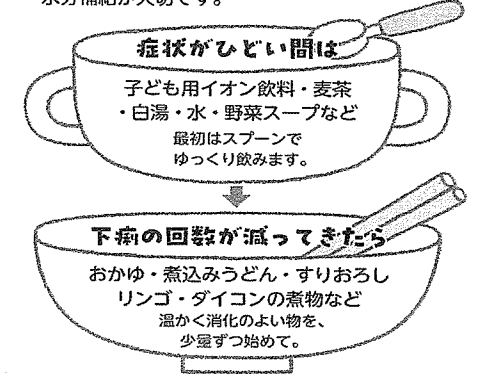 水分補給が大切です。
症状がひどい間は
子ども用イオン飲料・麦茶
・白湯・水・野菜スープなど
最初はスプーンで
ゆっくり飲みます。
下痢の回数が減ってきたら
おかゆ・煮込みうどん・すりおろし
リンゴ・ダイコンの煮物など
温かく消化のよい物を、
少量ずつ始めて。